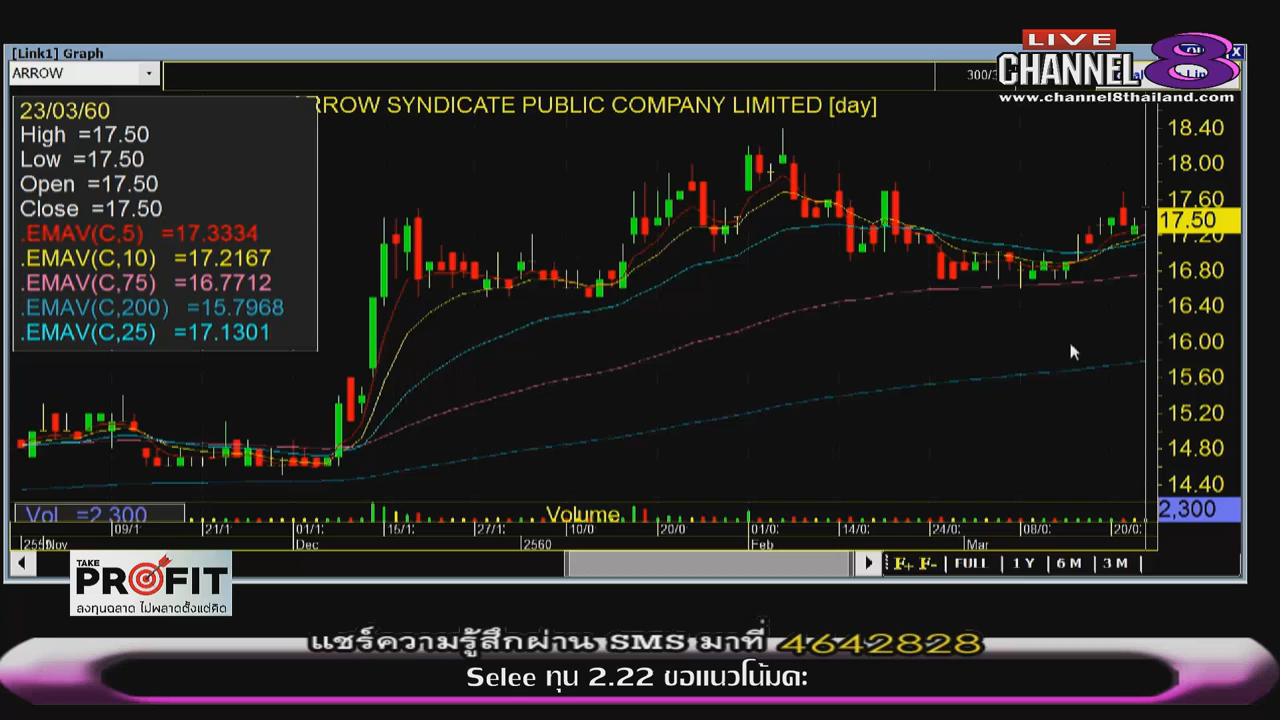 [Link1] Graph
LIVE
ARROW
CHANNEL 8
www.channel8thailand.com
23/03/60
RROW SYNDICATE PUBLIC COMPANY LIMITED [day]
High =17.50
Low =17.50
Open =17.50
Close =17.50
.EMAV(C,5) =17.3334
.EMAV(C,10) =17.2167
.EMAV(C,75) =16.7712
.EMAV(C,200) =15.7968
.EMAV(C,25) =17.1301
18.40
18.00
17.60
17.50
17.20
16.80
16.40
16.00
15.60
15.20
14.80
14.40
Vol =2,300
Volume
2,300
09/1 21/1 01/1 15/1 27/1 10/0 20/0 01/0 14/0 24/0 08/0 20/0
Nov Dec 2560 Feb Mar
F+ F- FULL 1 Y 6 M 3 M
TAKE
PROFIT
ลงทุนฉลาด ไม่พลาดตั้งแต่คิด
แชร์ความรู้สึกผ่าน SMS มาที่ 4642828
Selee ทุน 2.22 ขอแนวโน้มคะ